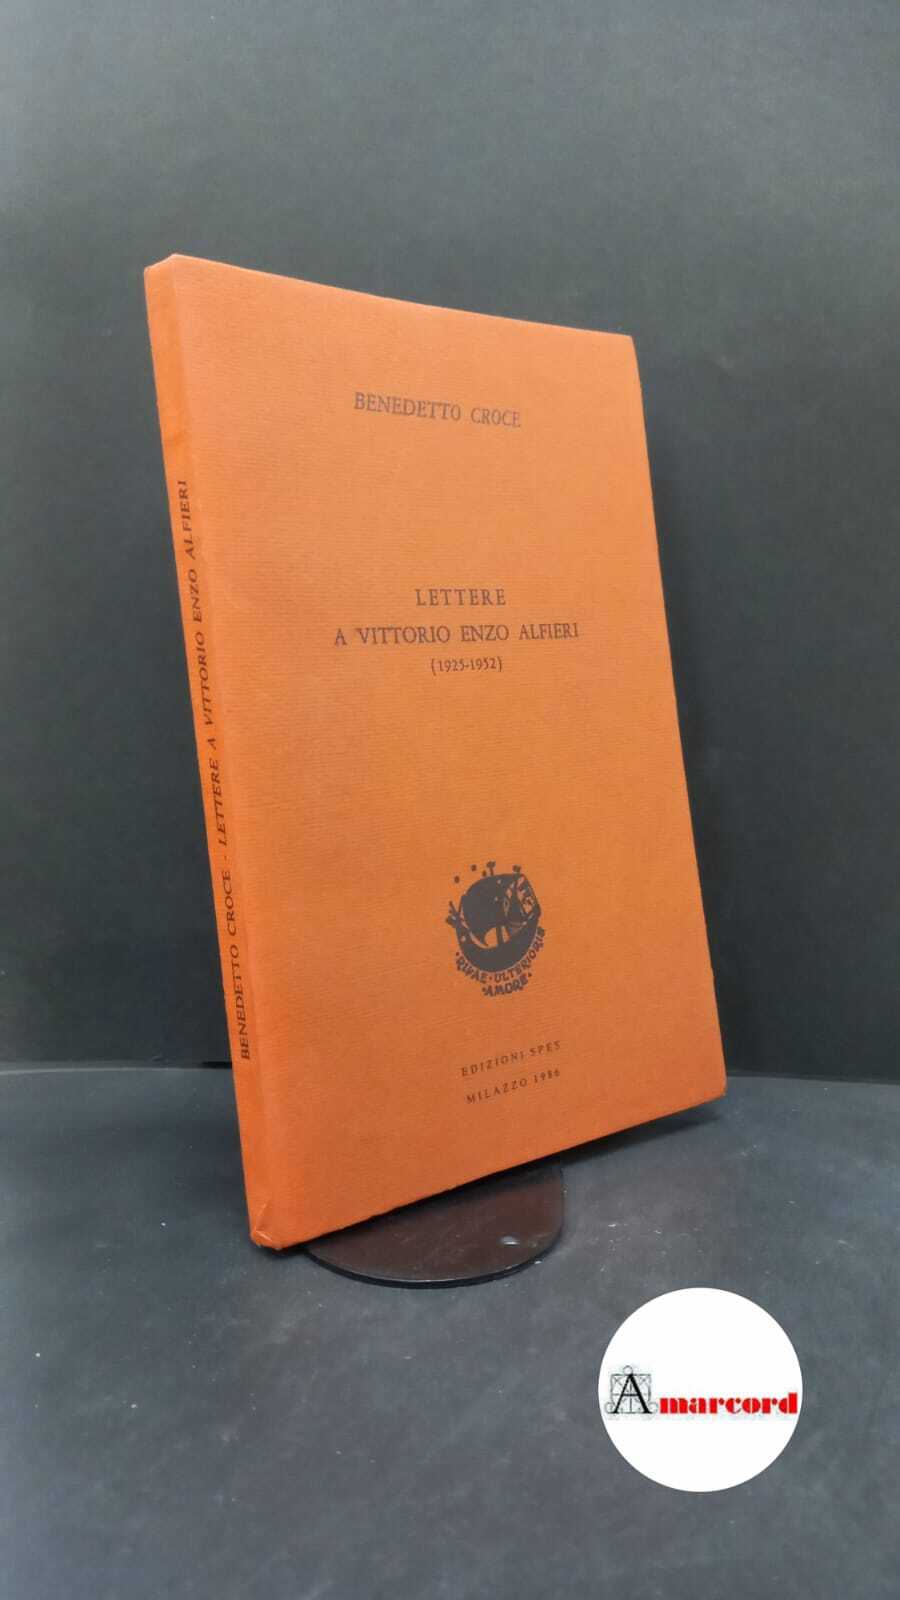 BENEDETTO CROCE
LETTERE
A VITTORIO ENZO ALFIERI
(1925-1952)
·RIPAE·ULTERIORIS·
·AMORE·
EDIZIONI SPES
MILAZZO 1986
BENEDETTO CROCE - LETTERE A VITTORIO ENZO ALFIERI
Amarcord